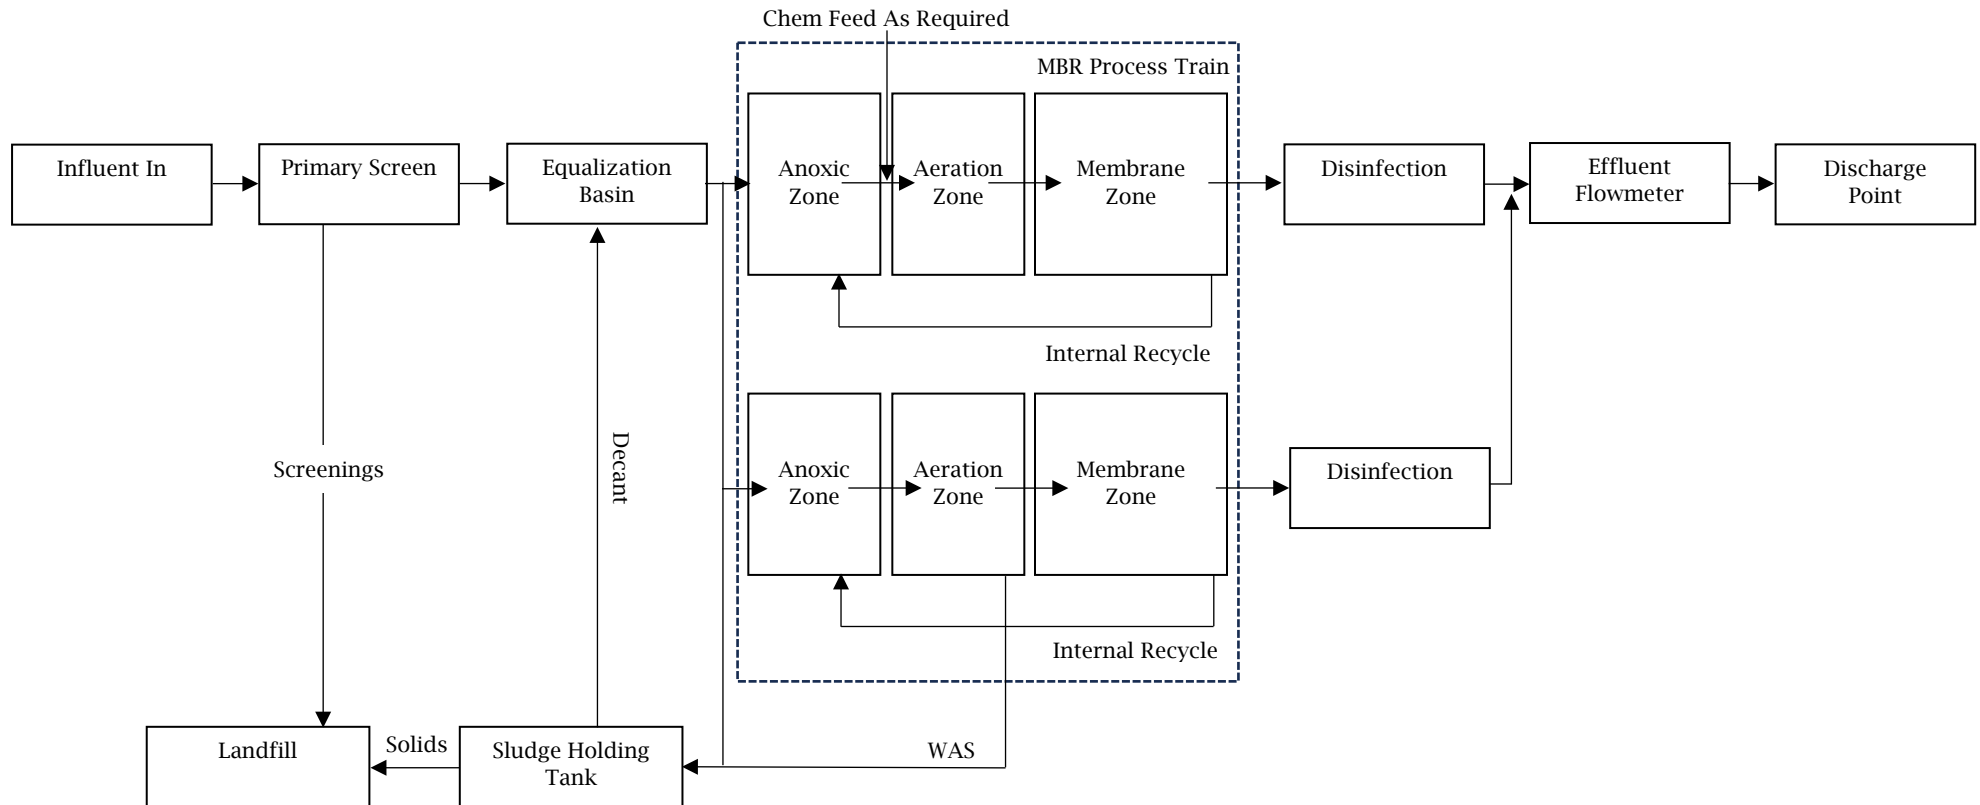 Chem Feed As Required
MBR Process Train
Influent In
Primary Screen
Equalization
Basin
Anoxic
Zone
Aeration
Zone
Membrane
Zone
Disinfection
Effluent
Flowmeter
Discharge
Point
Internal Recycle
Screenings
Decant
Anoxic
Zone
Aeration
Zone
Membrane
Zone
Disinfection
Internal Recycle
Landfill
Solids
Sludge Holding
Tank
WAS